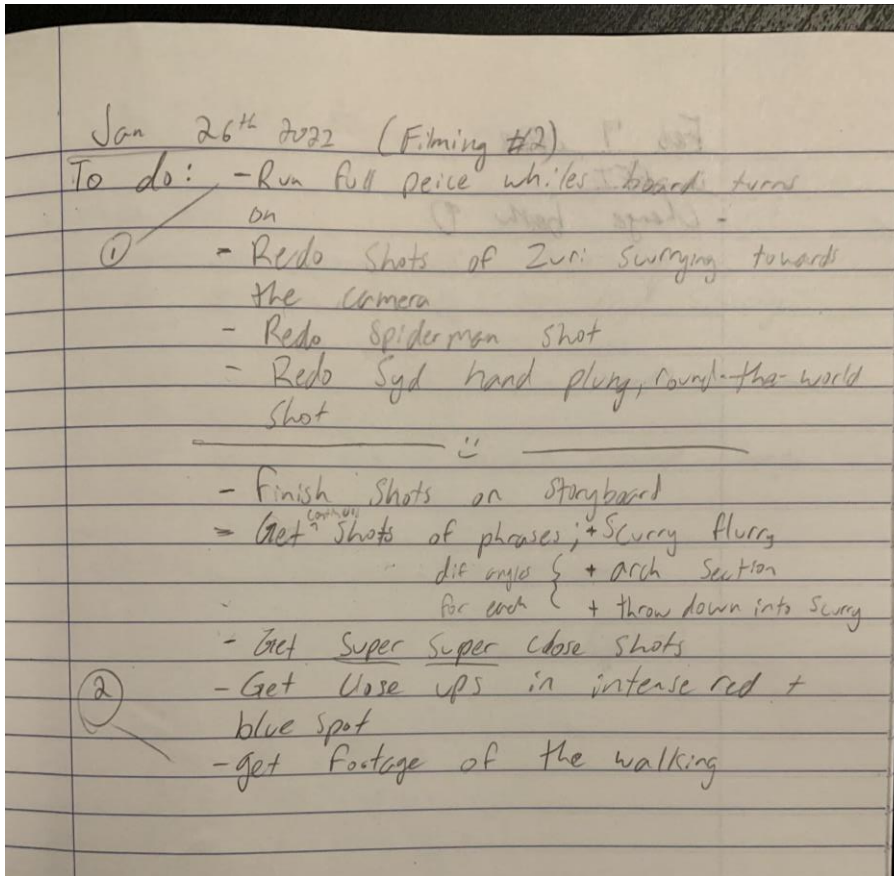 Jan 26th 2022 (Filming #2)
To do: - Run full peice whiles board turns
on
① - Redo shots of Zuri scurrying towards
the camera
- Redo Spiderman shot
- Redo Syd hand plung, round-the-world
shot
- Finish shots on storyboard
- Get shots of phrases; + Scurry flurry
dif angles { + arch section
for each { + throw down into scurry
- Get Super Super close shots
② - Get close ups in intense red +
blue spot
- get footage of the walking